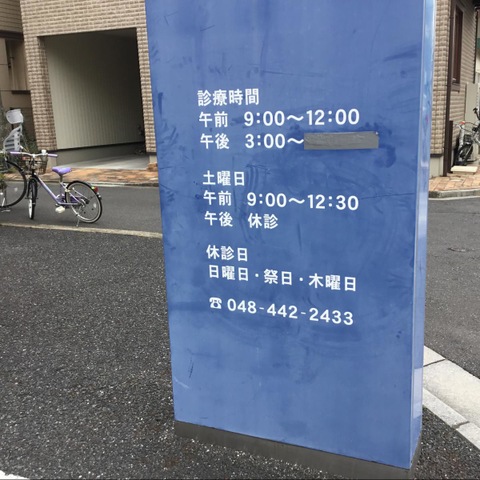 診療時間
午前 9:00〜12:00
午後 3:00〜
土曜日
午前 9:00〜12:30
午後 休診
休診日
日曜日・祭日・木曜日
☎ 048-442-2433